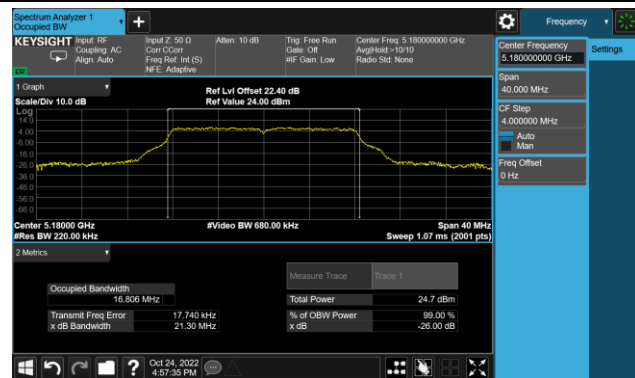 Spectrum Analyzer 1
Occupied BW
+
Frequency
KEYSIGHT
Input: RF
Coupling: AC
Align: Auto
Input Z: 50 Ω
Corr CCorr
Freq Ref: Int (S)
NFE: Adaptive
Atten: 10 dB
Trig: Free Run
Gate: Off
#IF Gain: Low
Center Freq: 5.180000000 GHz
Avg|Hold:>10/10
Radio Std: None
Center Frequency
5.180000000 GHz
Settings
Span
40.000 MHz
CF Step
4.000000 MHz
Auto
Man
Freq Offset
0 Hz
1 Graph
Scale/Div 10.0 dB
Ref Lvl Offset 22.40 dB
Ref Value 24.00 dBm
Log
14.0
4.00
-6.00
-16.0
-26.0
-36.0
-46.0
-56.0
-66.0
Center 5.18000 GHz
#Res BW 220.00 kHz
#Video BW 680.00 kHz
Span 40 MHz
Sweep 1.07 ms (2001 pts)
2 Metrics
Measure Trace
Trace 1
Occupied Bandwidth
16.806 MHz
Total Power
24.7 dBm
Transmit Freq Error
17.740 kHz
% of OBW Power
99.00 %
x dB Bandwidth
21.30 MHz
x dB
-26.00 dB
?
Oct 24, 2022
4:57:35 PM